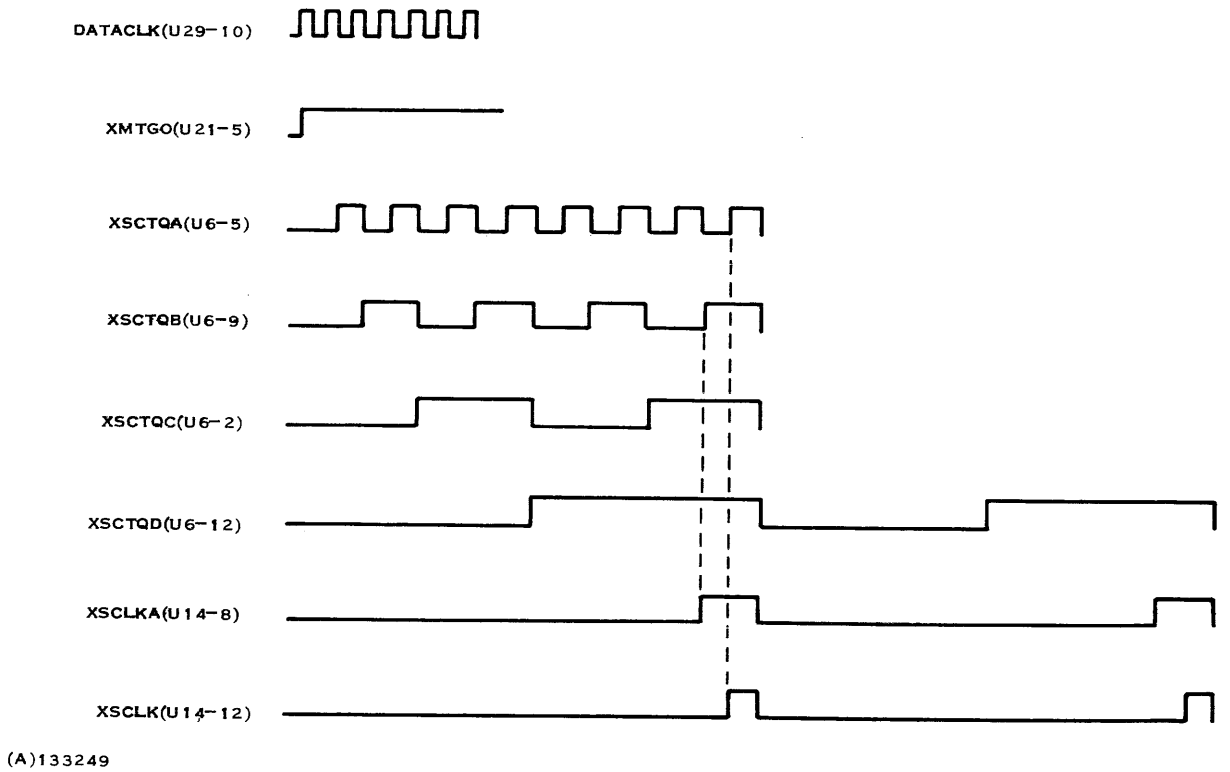 DATACLK(U29-10)
XMTGO(U21-5)
XSCTQA(U6-5)
XSCTQB(U6-9)
XSCTQC(U6-2)
XSCTQD(U6-12)
XSCLKA(U14-8)
XSCLK(U14-12)
(A)133249